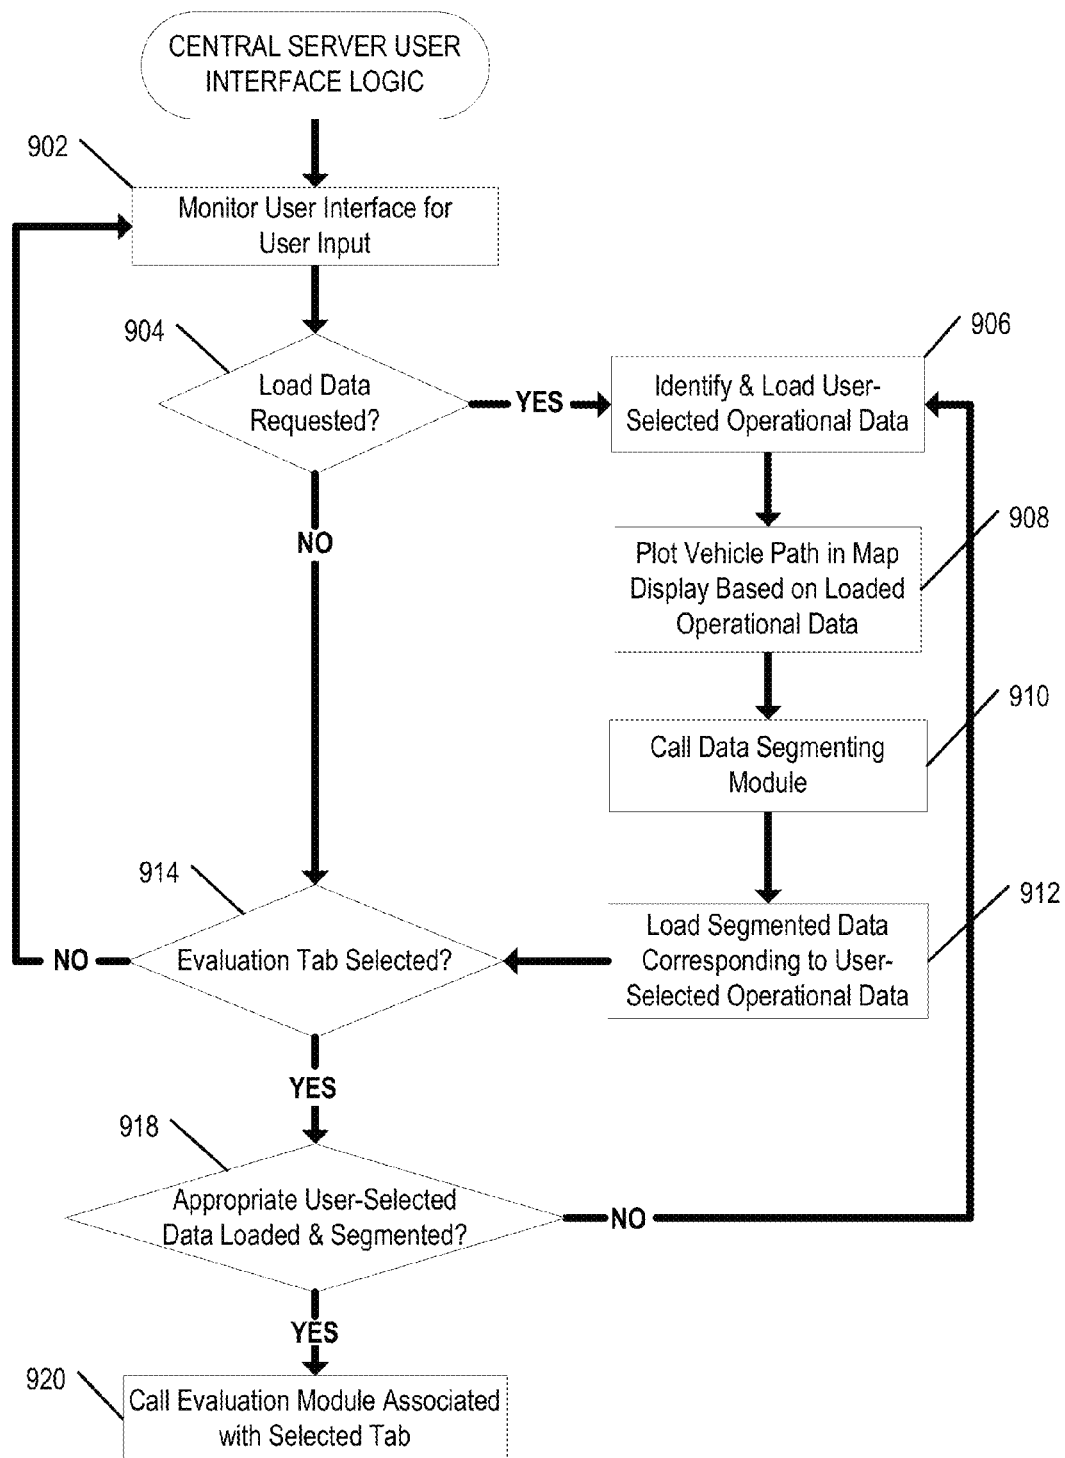 CENTRAL SERVER USER
INTERFACE LOGIC
902
Monitor User Interface for
User Input
904
Load Data
Requested?
YES
906
Identify & Load User-
Selected Operational Data
NO
908
Plot Vehicle Path in Map
Display Based on Loaded
Operational Data
910
Call Data Segmenting
Module
912
Load Segmented Data
Corresponding to User-
Selected Operational Data
914
Evaluation Tab Selected?
NO
YES
918
Appropriate User-Selected
Data Loaded & Segmented?
NO
YES
920
Call Evaluation Module Associated
with Selected Tab